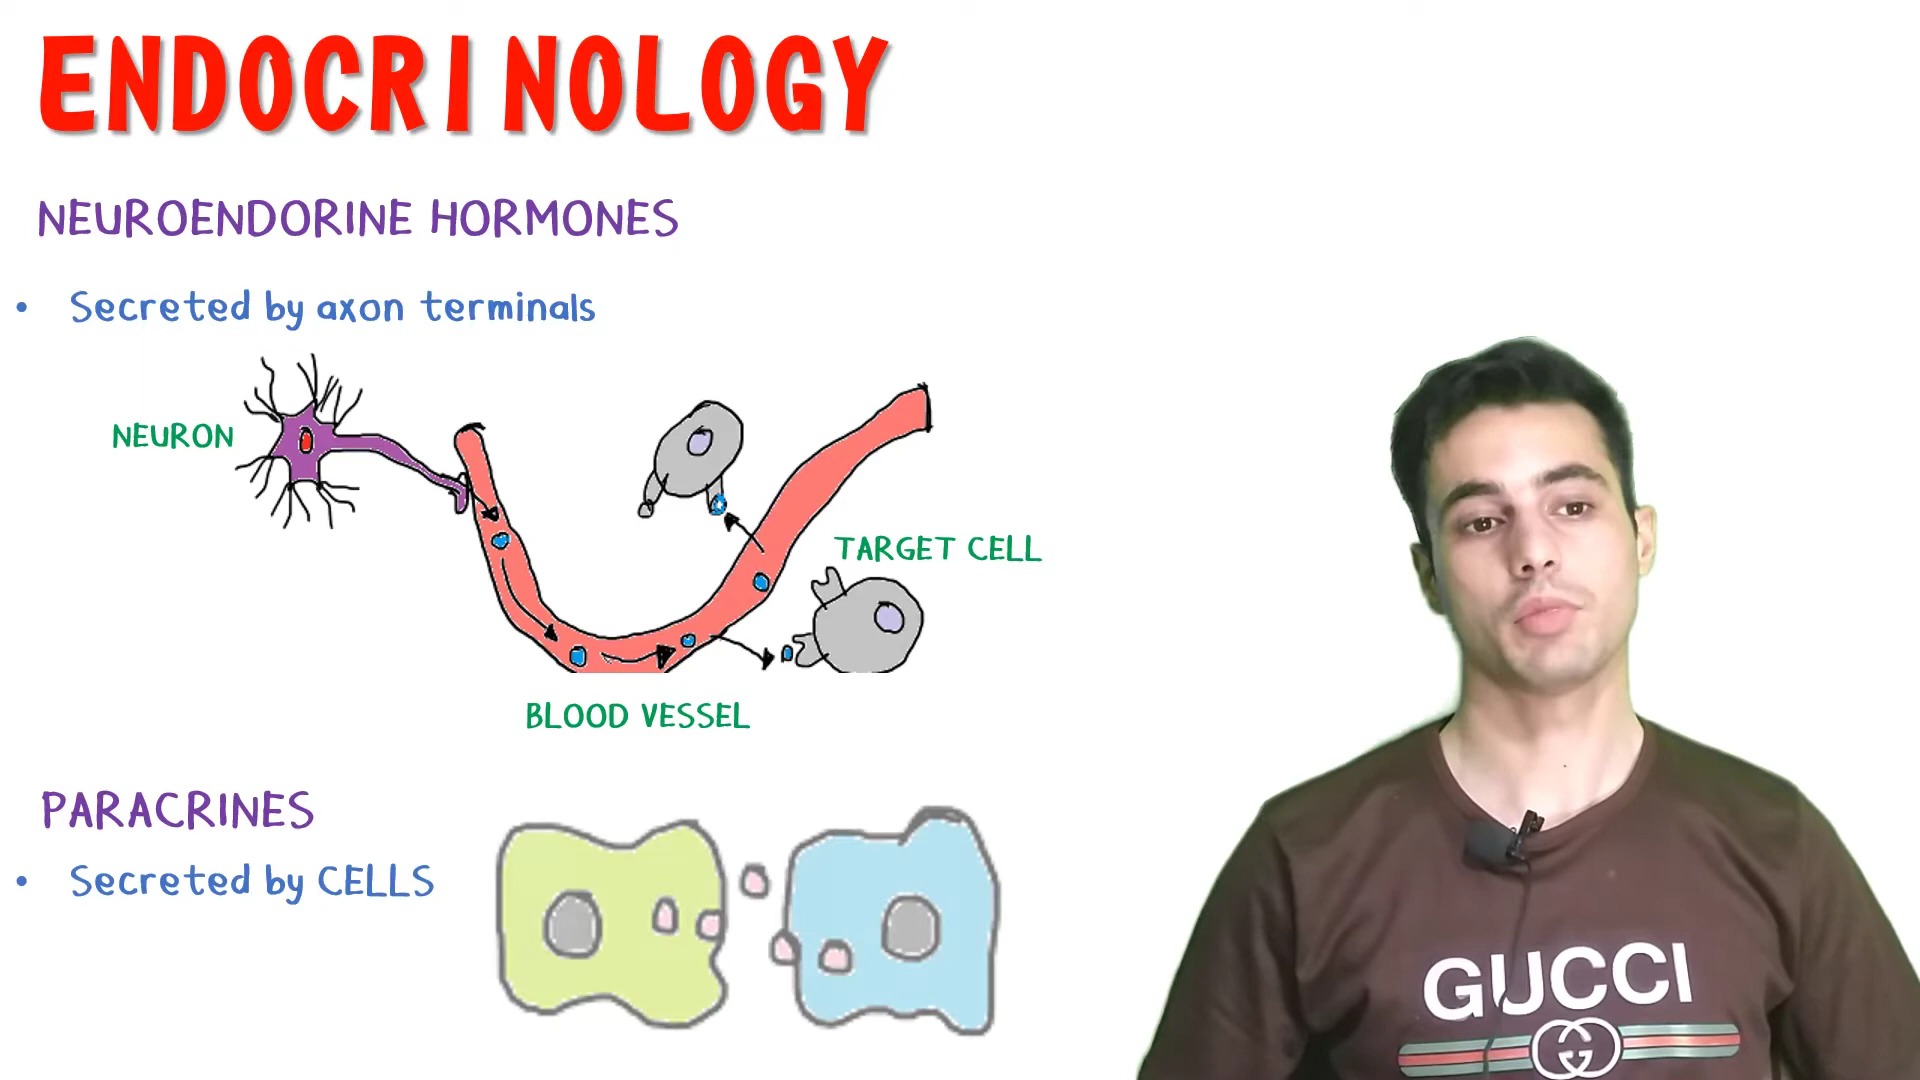 ENDOCRINOLOGY
NEUROENDORINE HORMONES
• Secreted by axon terminals
NEURON
TARGET CELL
BLOOD VESSEL
PARACRINES
• Secreted by CELLS
GUCCI